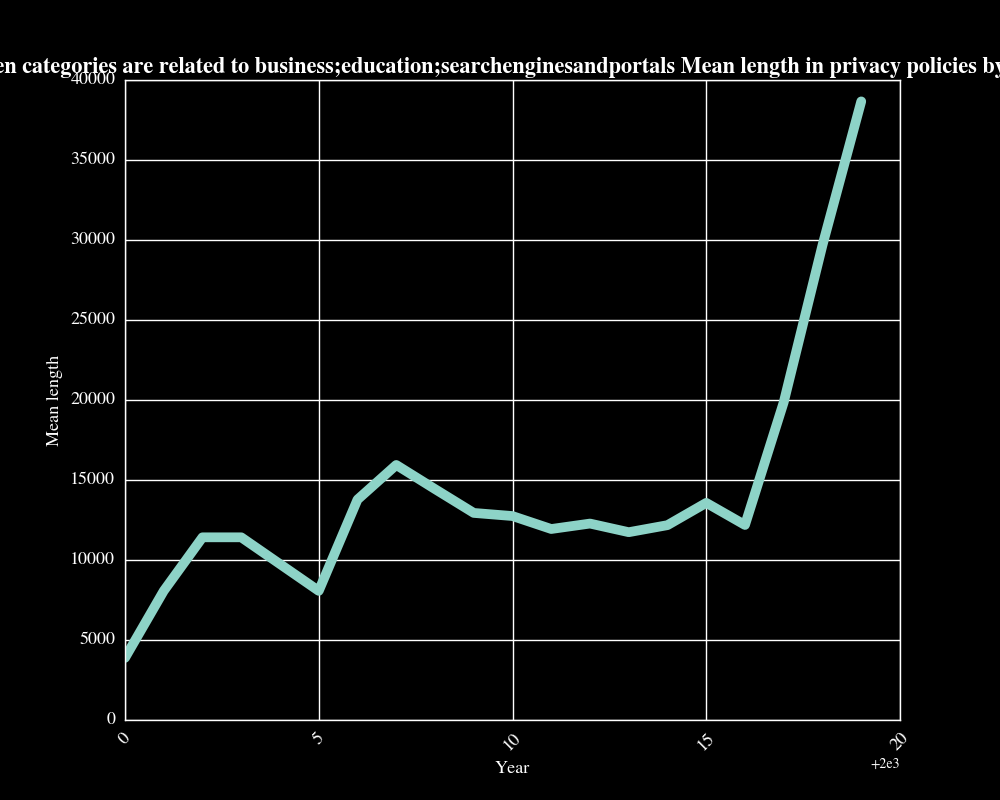 en categories are related to business;education;searchenginesandportals Mean length in privacy policies by
40000
35000
30000
25000
20000
15000
10000
5000
0
Mean length
0 5 10 15 20
Year
+2e3